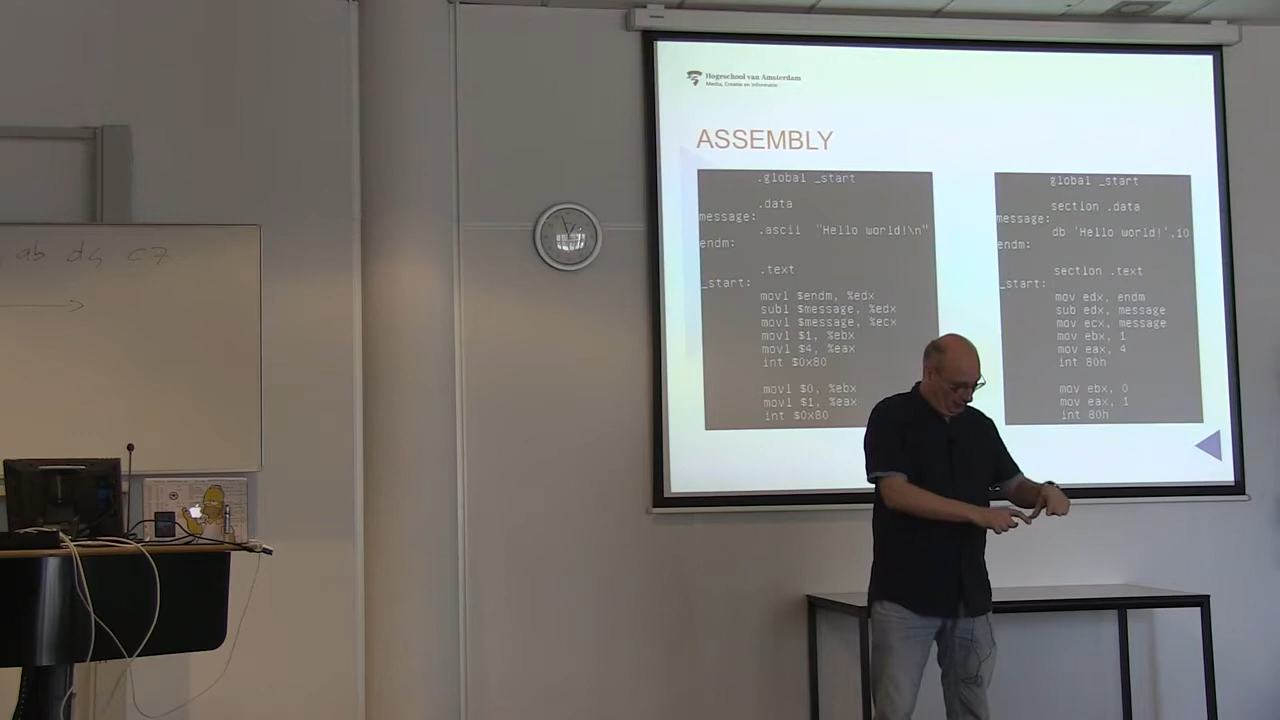 Hogeschool van Amsterdam
Media, Creatie en Informatie
ASSEMBLY
.global _start
.data
message:
.ascii "Hello world!\n"
endm:
.text
_start:
movl $endm, %edx
subl $message, %edx
movl $message, %ecx
movl $1, %ebx
movl $4, %eax
int $0x80
movl $0, %ebx
movl $1, %eax
int $0x80
global _start
section .data
message:
db 'Hello world!',10
endm:
section .text
_start:
mov edx, endm
sub edx, message
mov ecx, message
mov ebx, 1
mov eax, 4
int 80h
mov ebx, 0
mov eax, 1
int 80h
ab d4 c7